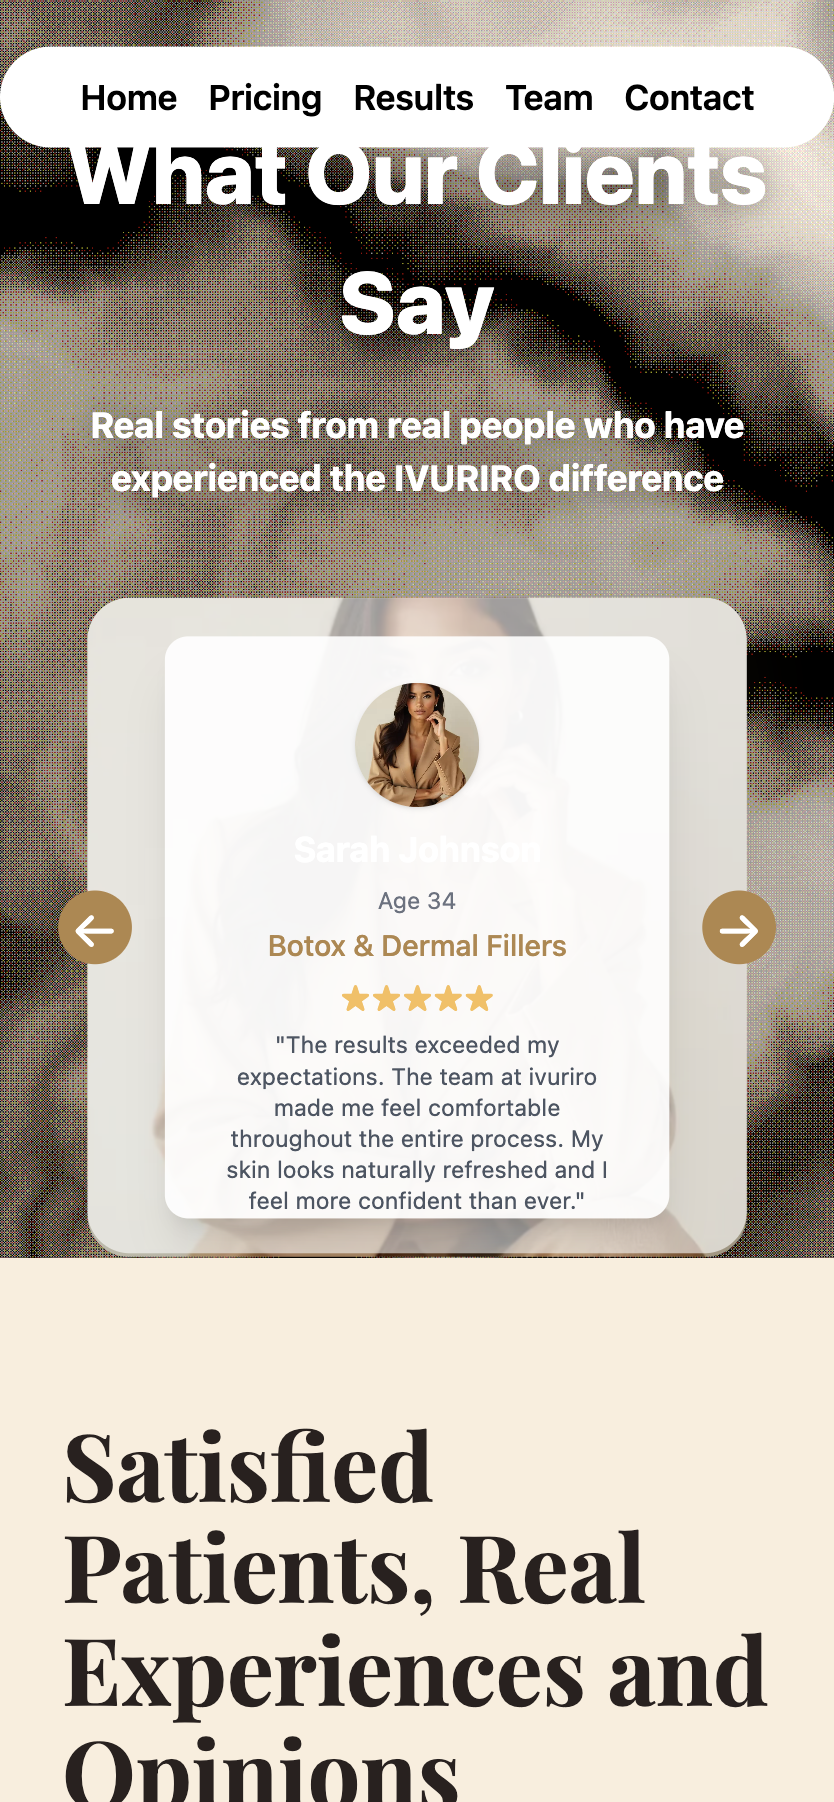 Home Pricing Results Team Contact
What Our Clients
Say
Real stories from real people who have
experienced the IVURIRO difference
Sarah Johnson
Age 34
Botox & Dermal Fillers
"The results exceeded my
expectations. The team at ivuriro
made me feel comfortable
throughout the entire process. My
skin looks naturally refreshed and I
feel more confident than ever."
Satisfied
Patients, Real
Experiences and
Opinions